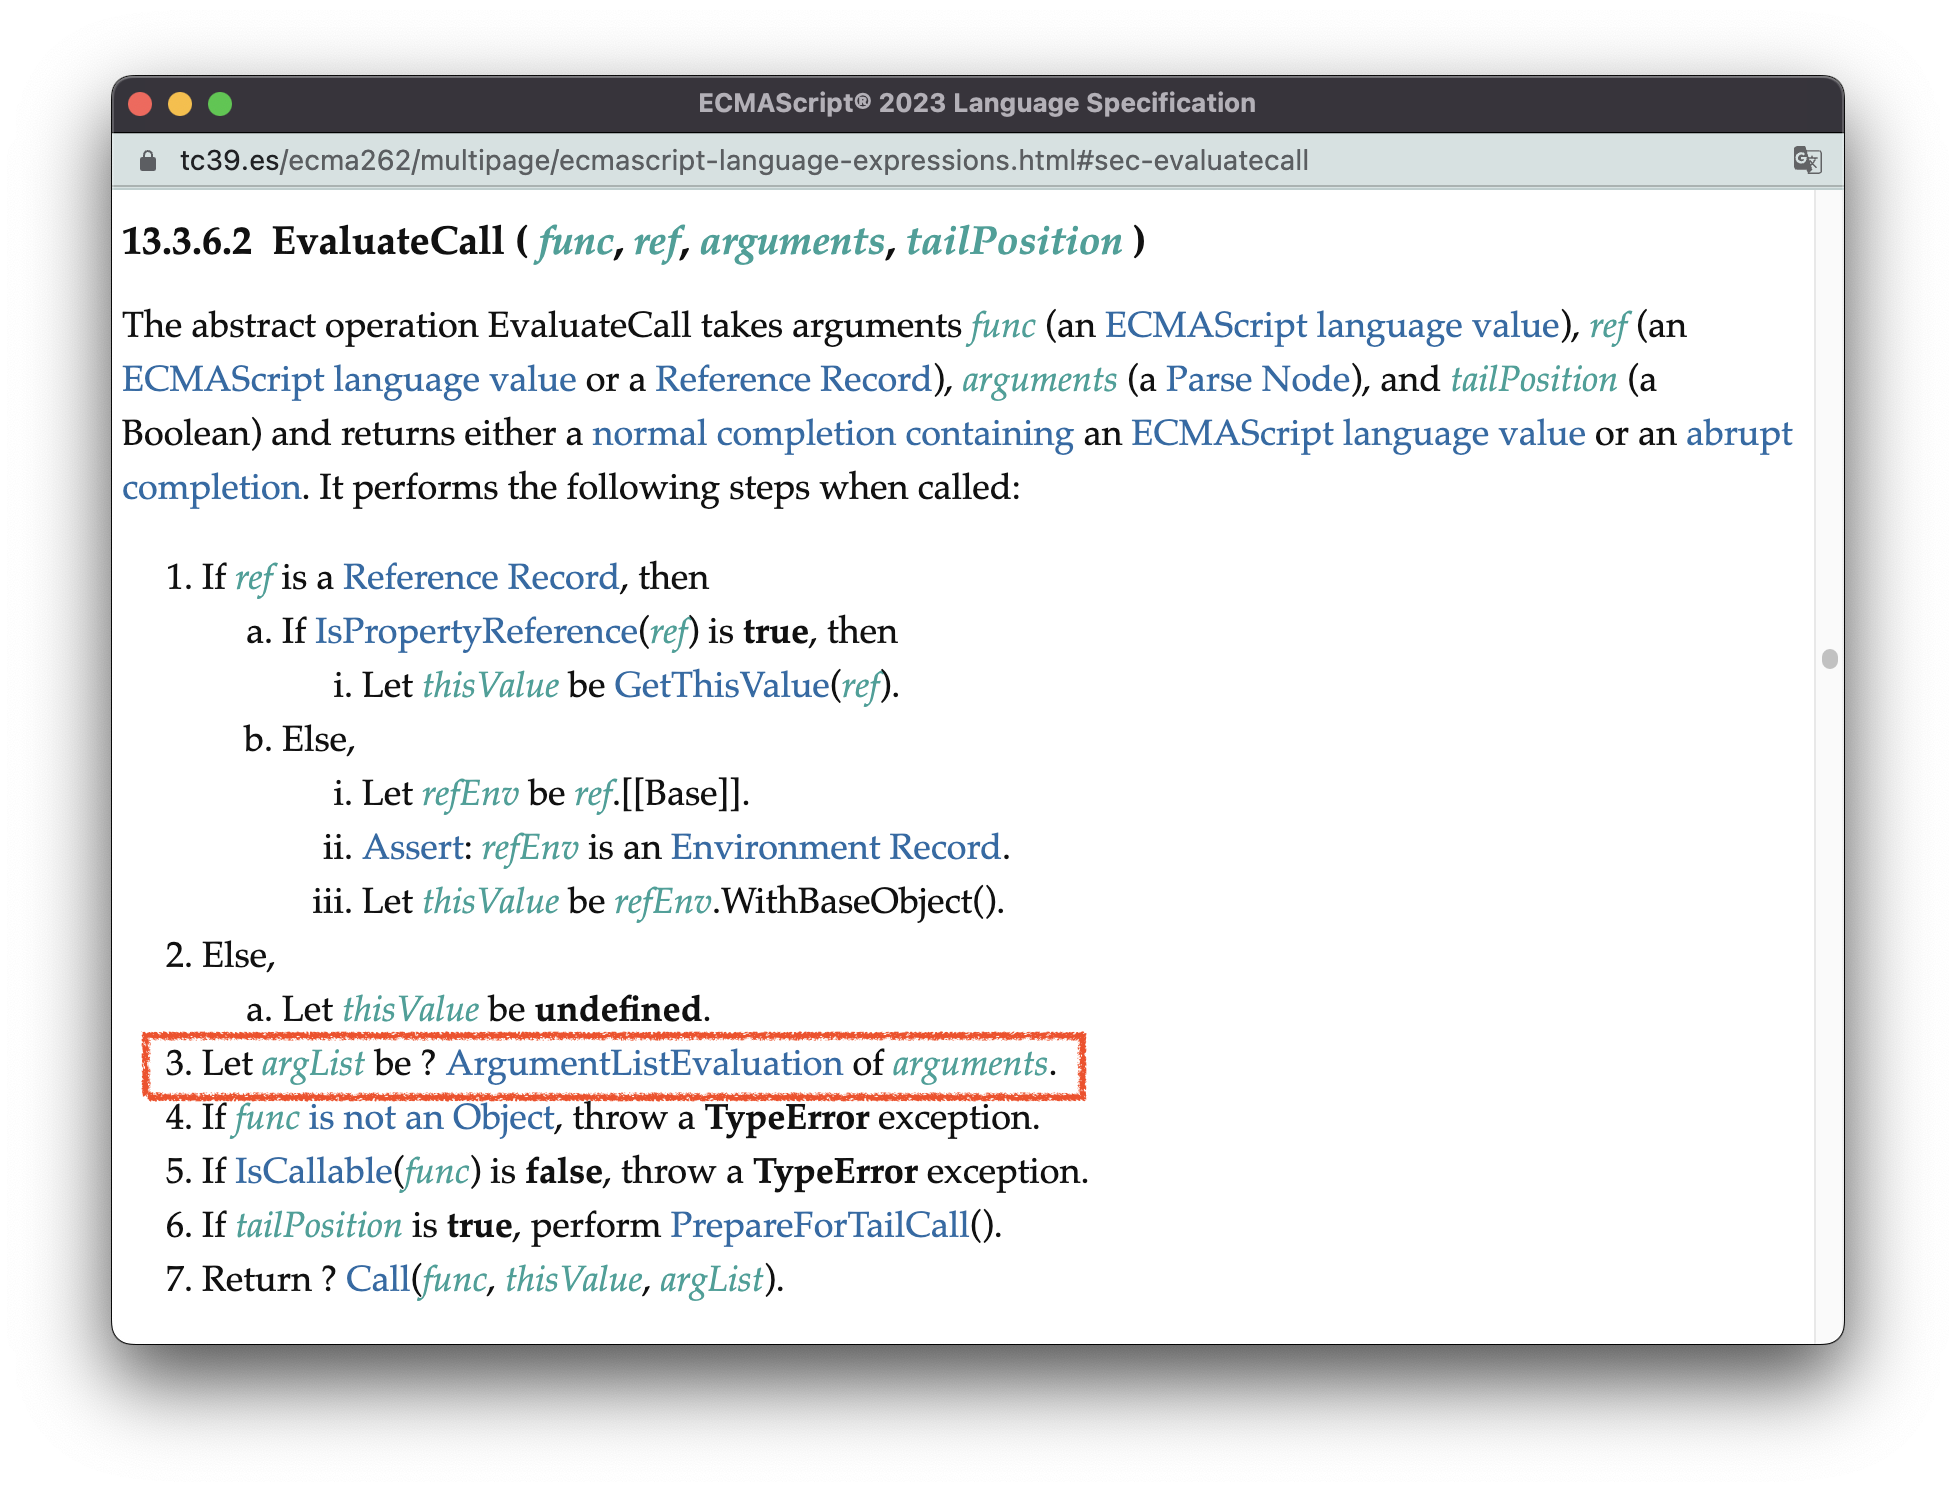 ECMAScript® 2023 Language Specification
tc39.es/ecma262/multipage/ecmascript-language-expressions.html#sec-evaluatecall
13.3.6.2 EvaluateCall ( func, ref, arguments, tailPosition )
The abstract operation EvaluateCall takes arguments func (an ECMAScript language value), ref (an
ECMAScript language value or a Reference Record), arguments (a Parse Node), and tailPosition (a
Boolean) and returns either a normal completion containing an ECMAScript language value or an abrupt
completion. It performs the following steps when called:
1. If ref is a Reference Record, then
a. If IsPropertyReference(ref) is true, then
i. Let thisValue be GetThisValue(ref).
b. Else,
i. Let refEnv be ref.[[Base]].
ii. Assert: refEnv is an Environment Record.
iii. Let thisValue be refEnv.WithBaseObject().
2. Else,
a. Let thisValue be undefined.
3. Let argList be ? ArgumentListEvaluation of arguments.
4. If func is not an Object, throw a TypeError exception.
5. If IsCallable(func) is false, throw a TypeError exception.
6. If tailPosition is true, perform PrepareForTailCall().
7. Return ? Call(func, thisValue, argList).